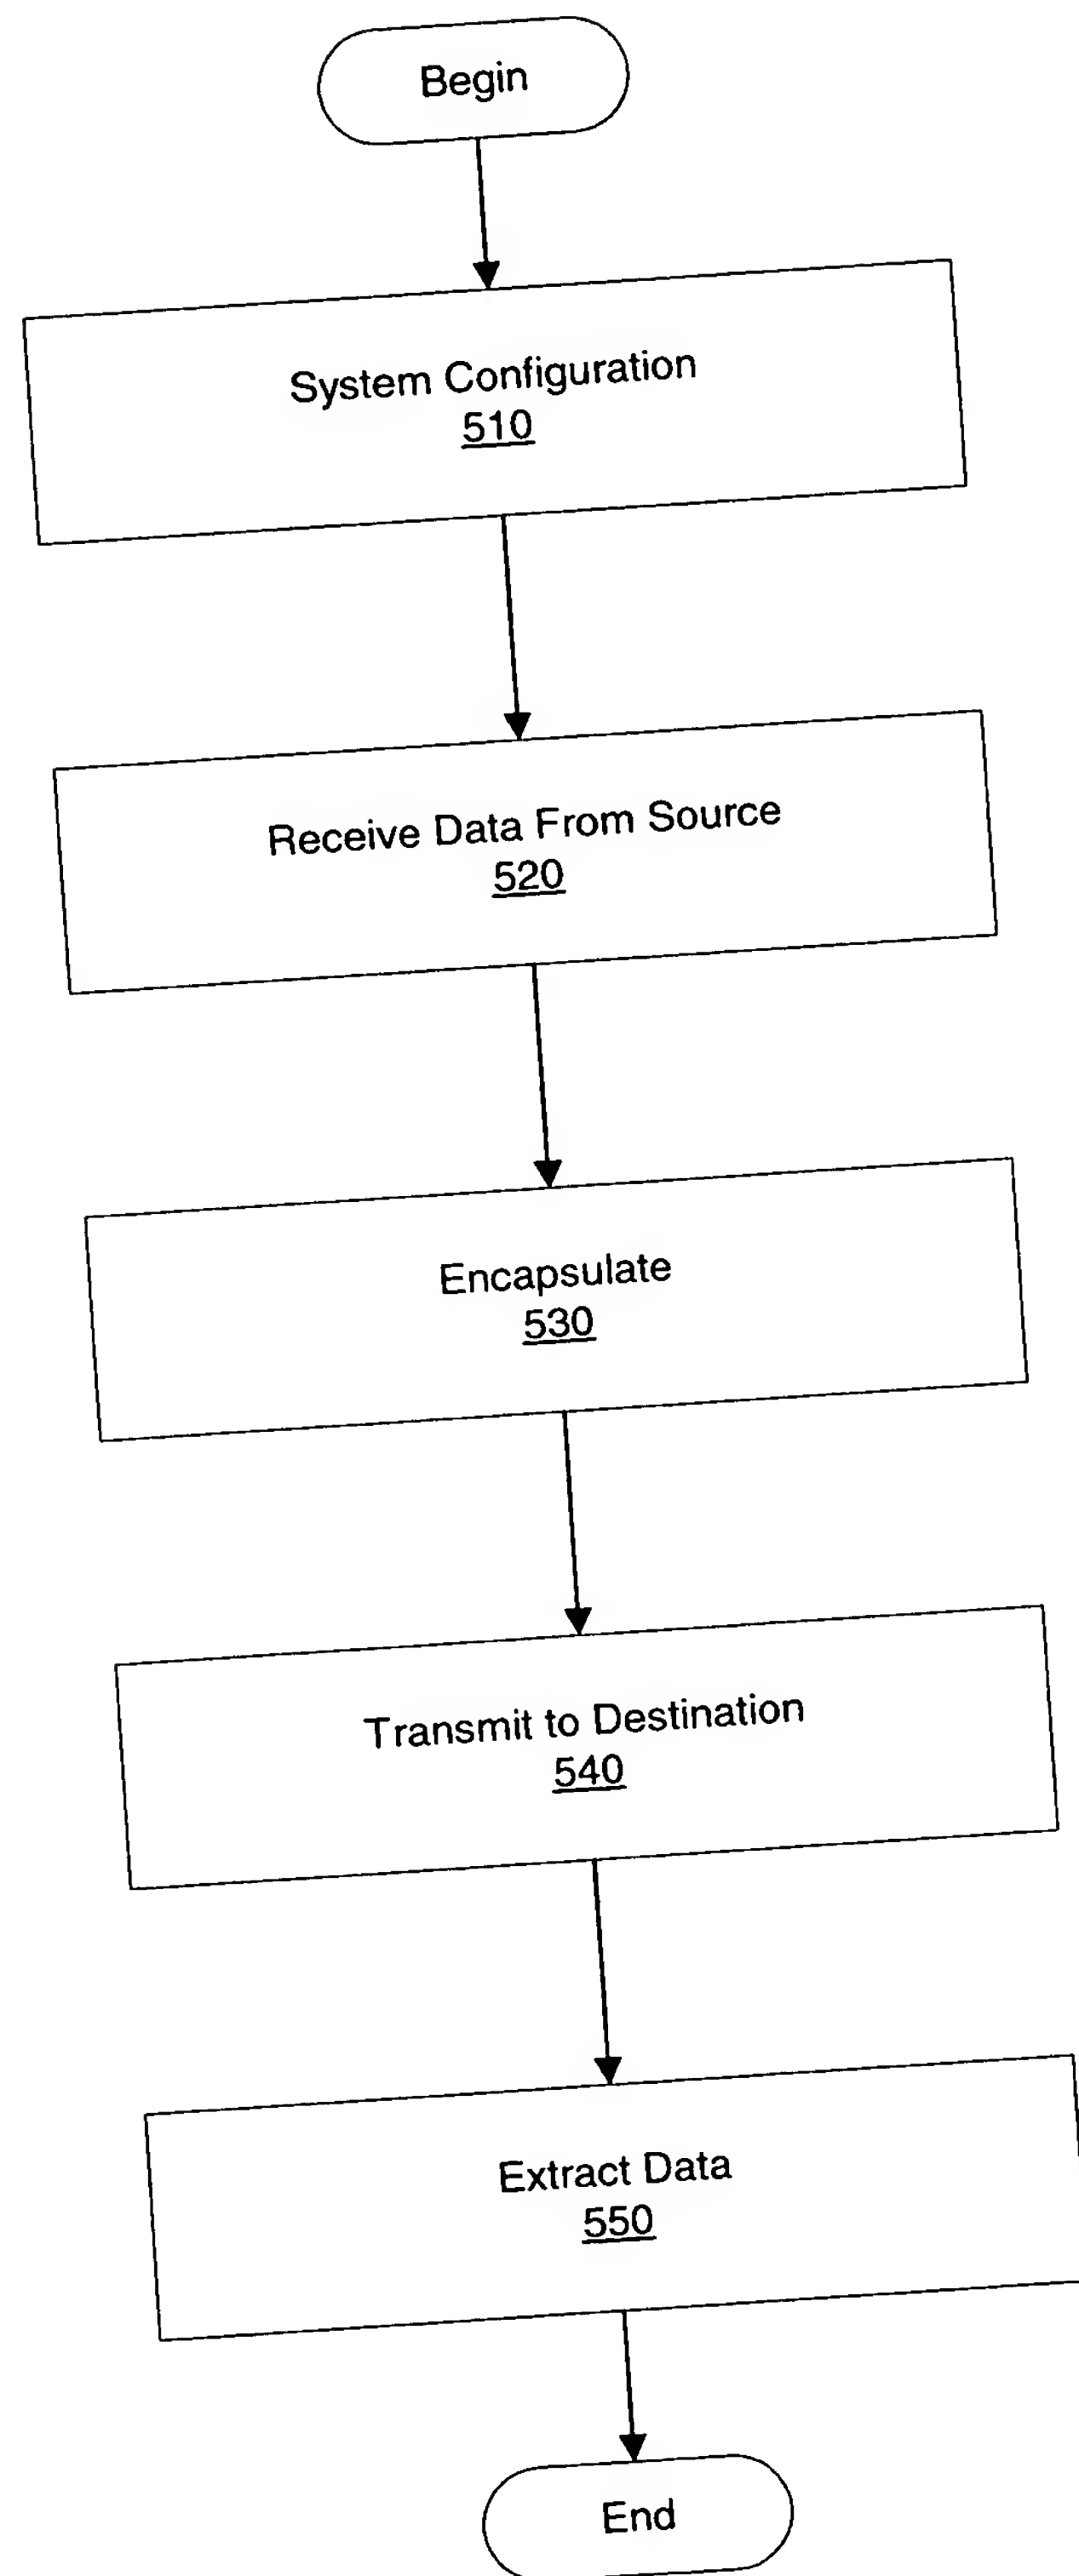 Begin
System Configuration
510
Receive Data From Source
520
Encapsulate
530
Transmit to Destination
540
Extract Data
550
End